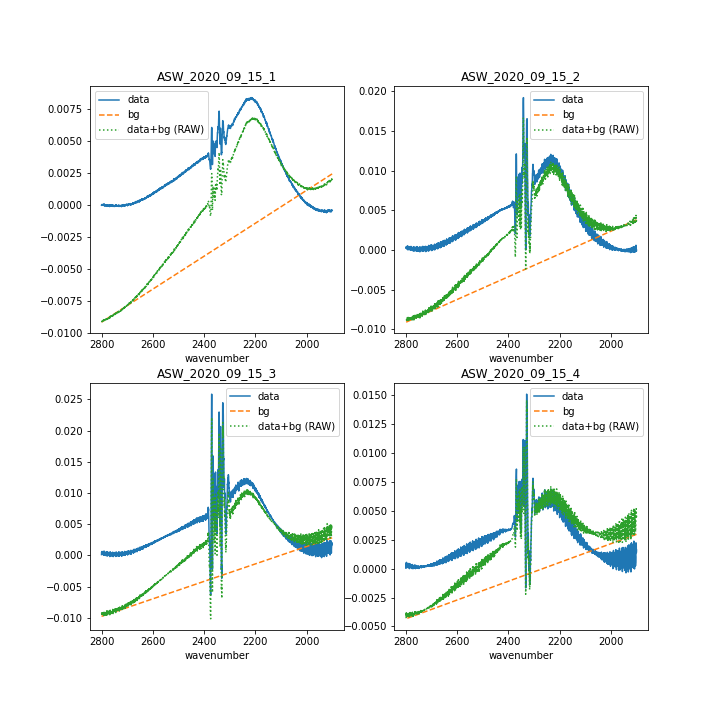 ASW_2020_09_15_1
data
bg
data+bg (RAW)
0.0075
0.0050
0.0025
0.0000
−0.0025
−0.0050
−0.0075
−0.0100
2800 2600 2400 2200 2000
wavenumber
ASW_2020_09_15_2
data
bg
data+bg (RAW)
0.020
0.015
0.010
0.005
0.000
−0.005
−0.010
2800 2600 2400 2200 2000
wavenumber
ASW_2020_09_15_3
data
bg
data+bg (RAW)
0.025
0.020
0.015
0.010
0.005
0.000
−0.005
−0.010
2800 2600 2400 2200 2000
wavenumber
ASW_2020_09_15_4
data
bg
data+bg (RAW)
0.0150
0.0125
0.0100
0.0075
0.0050
0.0025
0.0000
−0.0025
−0.0050
2800 2600 2400 2200 2000
wavenumber